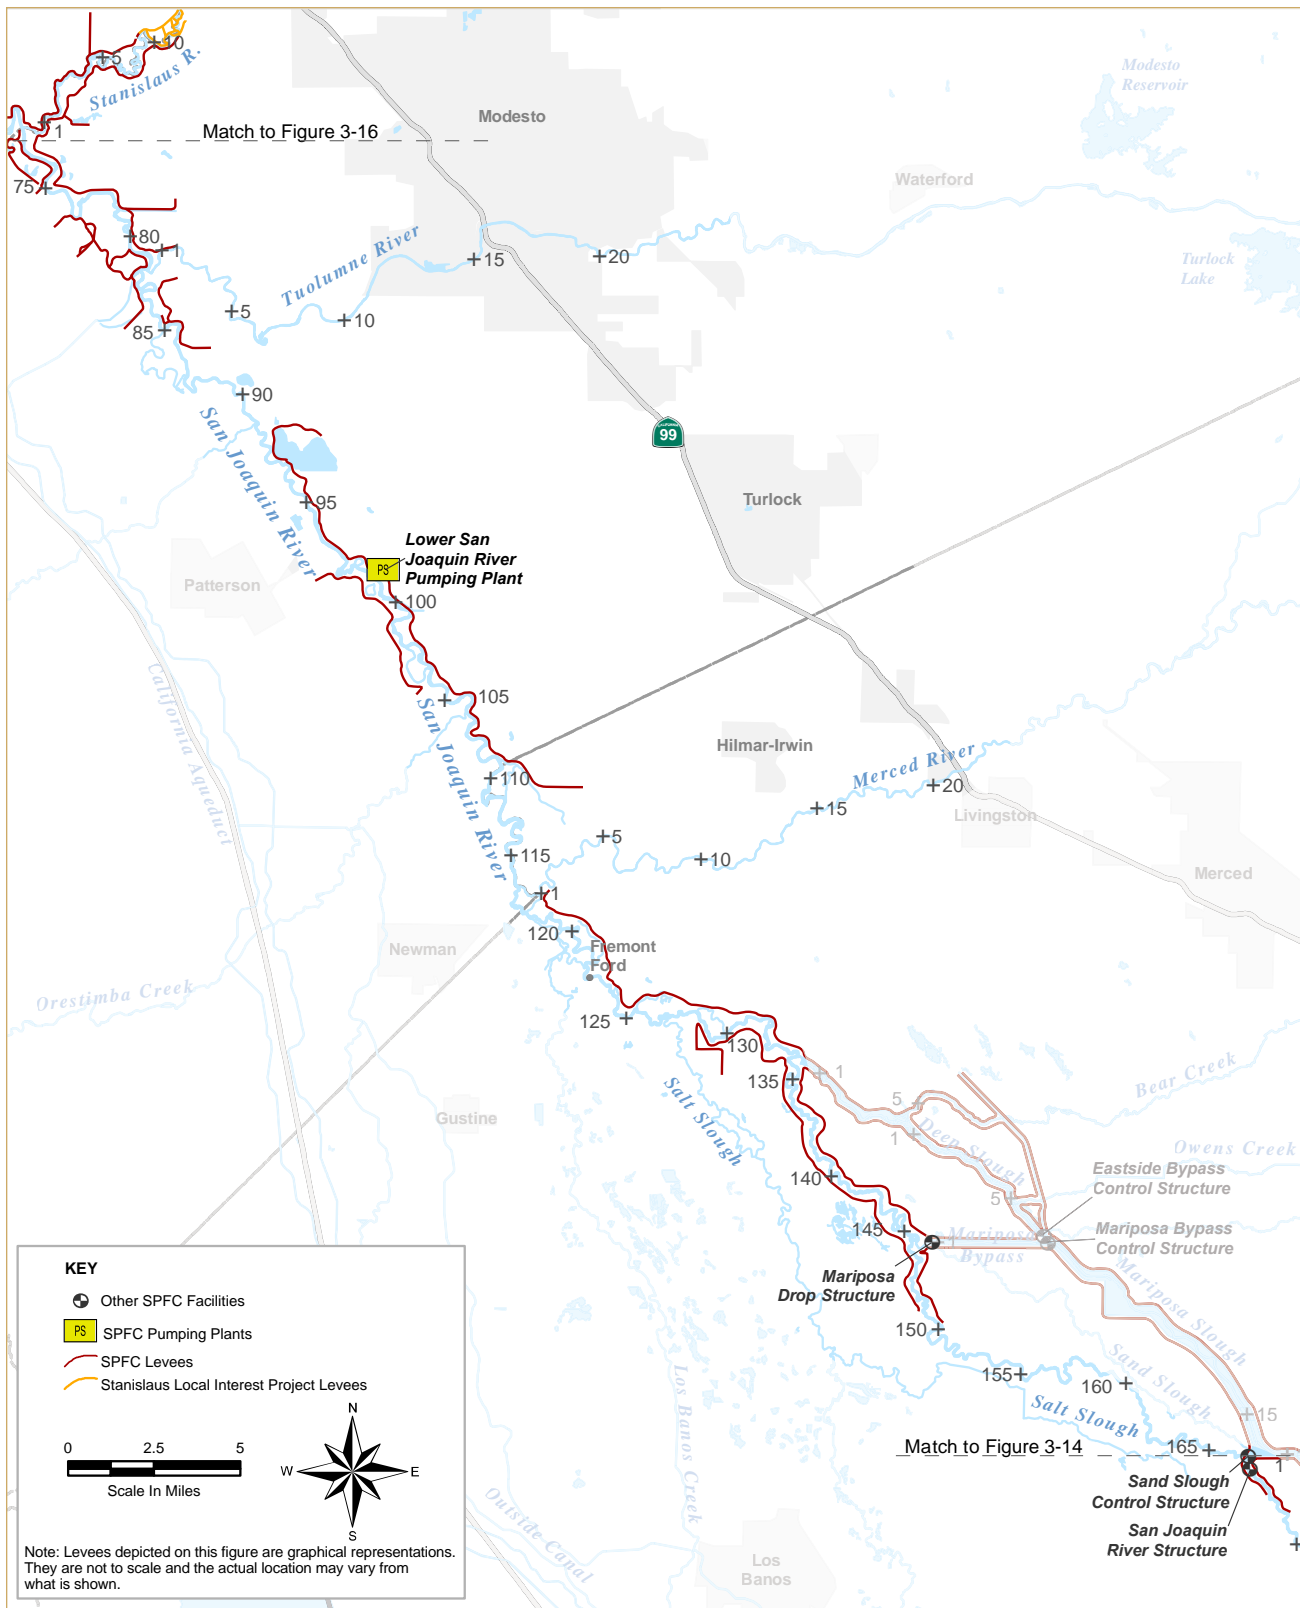 10
5
Stanislaus R.
1
Match to Figure 3-16
Modesto
Modesto
Reservoir
Waterford
75
80
1
Tuolumne River
15
20
Turlock
Lake
5
10
85
90
San Joaquin River
CALIFORNIA
99
95
Turlock
Lower San
Joaquin River
Pumping Plant
PS
Patterson
100
California Aqueduct
105
San Joaquin River
Hilmar-Irwin
Merced River
110
20
15
Livingston
5
115
10
Merced
1
120
Newman
Fremont
Ford
Orestimba Creek
125
130
135
1
Bear Creek
Salt Slough
5
Gustine
1
Deep Slough
Owens Creek
140
5
Eastside Bypass
Control Structure
145
Mariposa
Bypass
Mariposa Bypass
Control Structure
Mariposa
Drop Structure
Mariposa Slough
150
Sand Slough
155
160
Salt Slough
15
Los Banos Creek
165
Match to Figure 3-14
1
Sand Slough
Control Structure
San Joaquin
River Structure
Outside Canal
Los
Banos
KEY
Other SPFC Facilities
PS
SPFC Pumping Plants
SPFC Levees
Stanislaus Local Interest Project Levees
0 2.5 5
Scale In Miles
N
W
E
S
Note: Levees depicted on this figure are graphical representations.
They are not to scale and the actual location may vary from
what is shown.